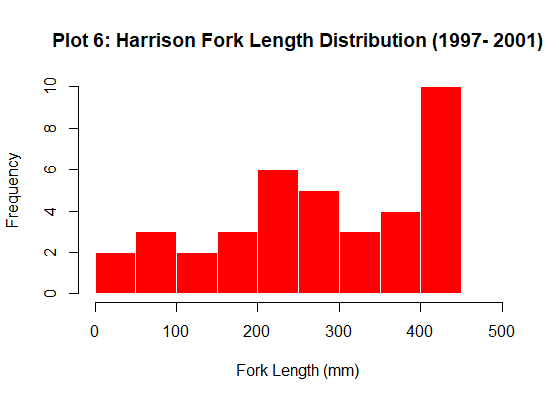 Plot 6: Harrison Fork Length Distribution (1997- 2001)
Frequency
10
8
6
4
2
0
0 100 200 300 400 500
Fork Length (mm)